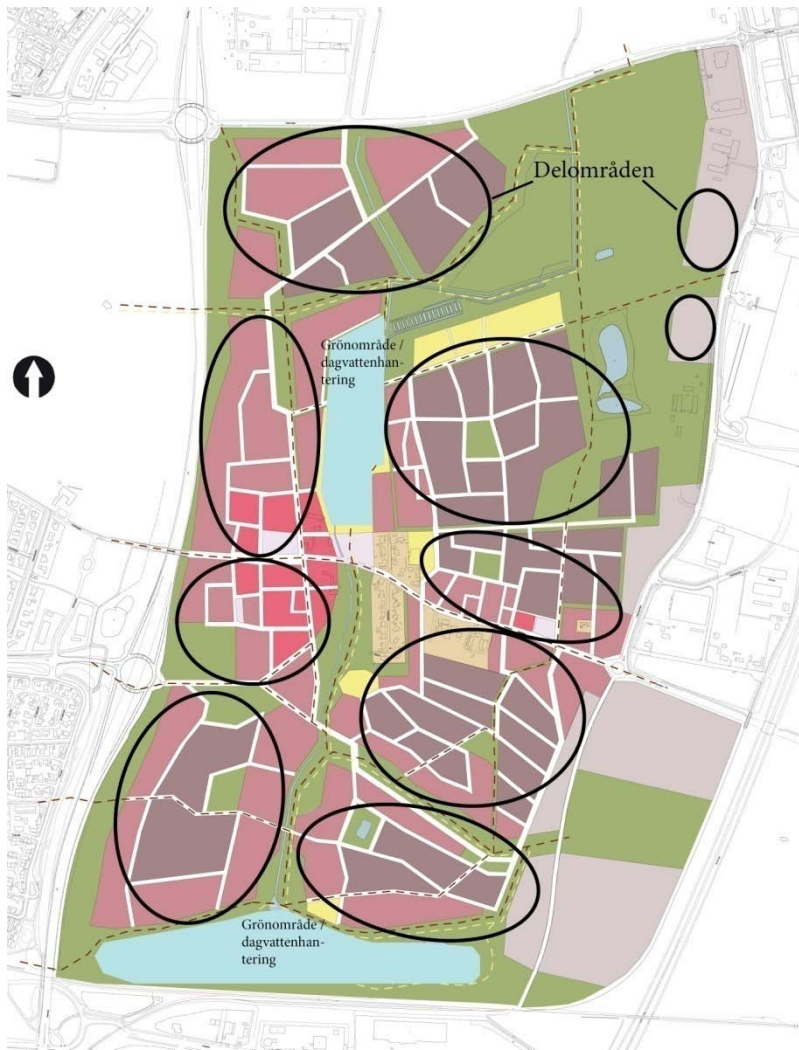 Delområden
Grönområde /
dagvattenhan-
tering
Grönområde /
dagvattenhan-
tering